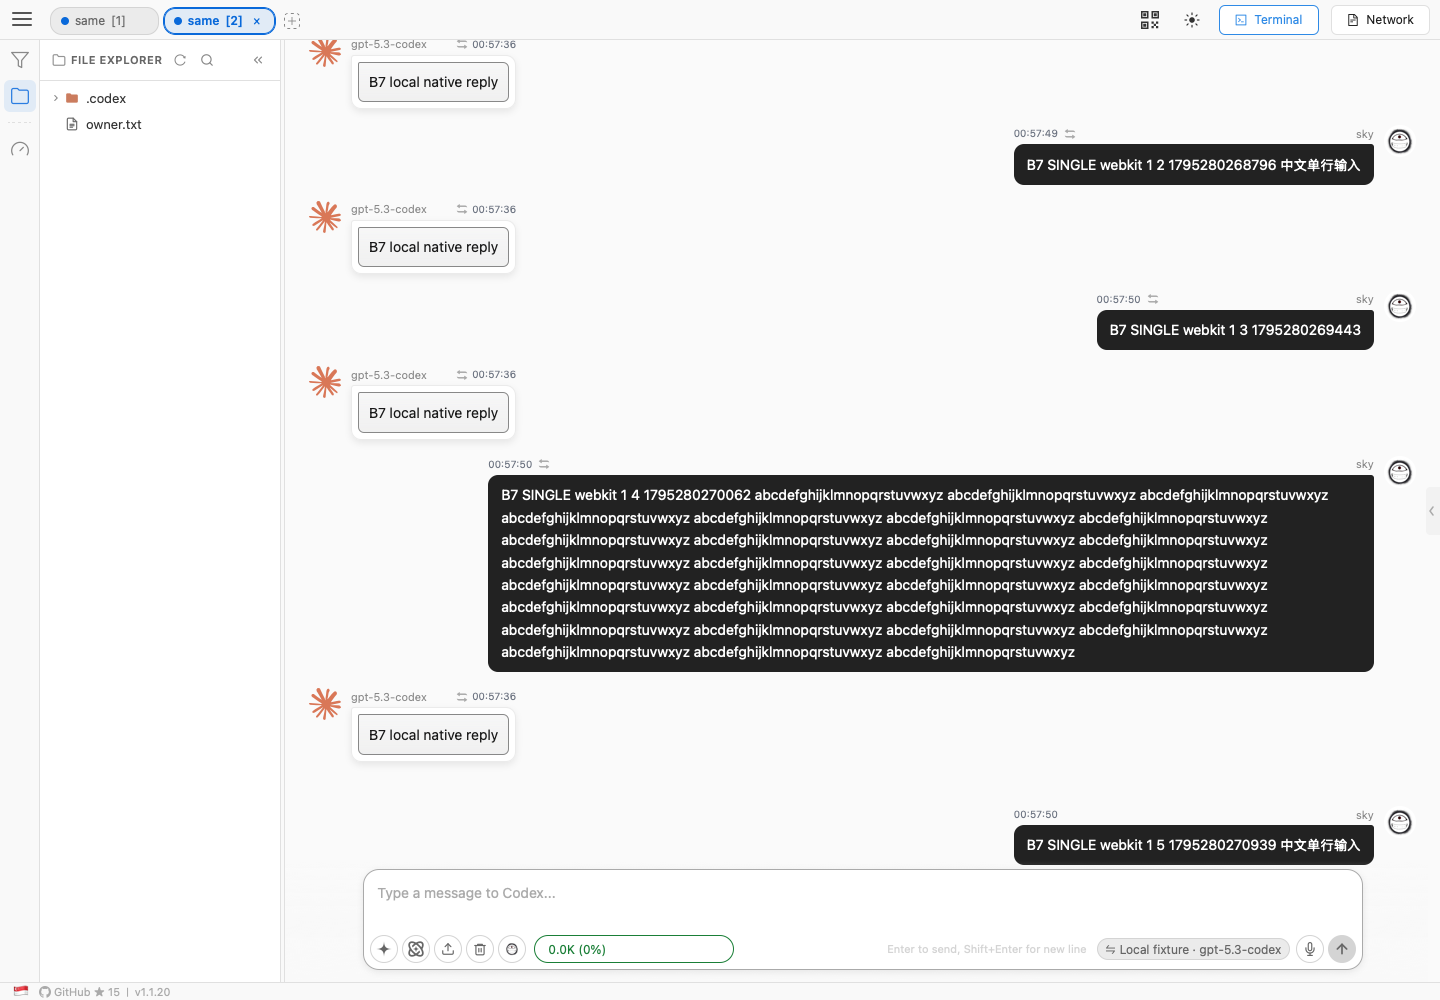 same [1]
same [2] ×
Terminal
Network
FILE EXPLORER
.codex
owner.txt
gpt-5.3-codex 00:57:36
B7 local native reply
00:57:49 sky
B7 SINGLE webkit 1 2 1795280268796 中文单行输入
gpt-5.3-codex 00:57:36
B7 local native reply
00:57:50 sky
B7 SINGLE webkit 1 3 1795280269443
gpt-5.3-codex 00:57:36
B7 local native reply
00:57:50 sky
B7 SINGLE webkit 1 4 1795280270062 abcdefghijklmnopqrstuvwxyz abcdefghijklmnopqrstuvwxyz abcdefghijklmnopqrstuvwxyz
abcdefghijklmnopqrstuvwxyz abcdefghijklmnopqrstuvwxyz abcdefghijklmnopqrstuvwxyz abcdefghijklmnopqrstuvwxyz
abcdefghijklmnopqrstuvwxyz abcdefghijklmnopqrstuvwxyz abcdefghijklmnopqrstuvwxyz abcdefghijklmnopqrstuvwxyz
abcdefghijklmnopqrstuvwxyz abcdefghijklmnopqrstuvwxyz abcdefghijklmnopqrstuvwxyz abcdefghijklmnopqrstuvwxyz
abcdefghijklmnopqrstuvwxyz abcdefghijklmnopqrstuvwxyz abcdefghijklmnopqrstuvwxyz abcdefghijklmnopqrstuvwxyz
abcdefghijklmnopqrstuvwxyz abcdefghijklmnopqrstuvwxyz abcdefghijklmnopqrstuvwxyz abcdefghijklmnopqrstuvwxyz
abcdefghijklmnopqrstuvwxyz abcdefghijklmnopqrstuvwxyz abcdefghijklmnopqrstuvwxyz abcdefghijklmnopqrstuvwxyz
abcdefghijklmnopqrstuvwxyz abcdefghijklmnopqrstuvwxyz abcdefghijklmnopqrstuvwxyz
gpt-5.3-codex 00:57:36
B7 local native reply
00:57:50 sky
B7 SINGLE webkit 1 5 1795280270939 中文单行输入
Type a message to Codex...
0.0K (0%)
Enter to send, Shift+Enter for new line
Local fixture · gpt-5.3-codex
GitHub ★ 15 | v1.1.20